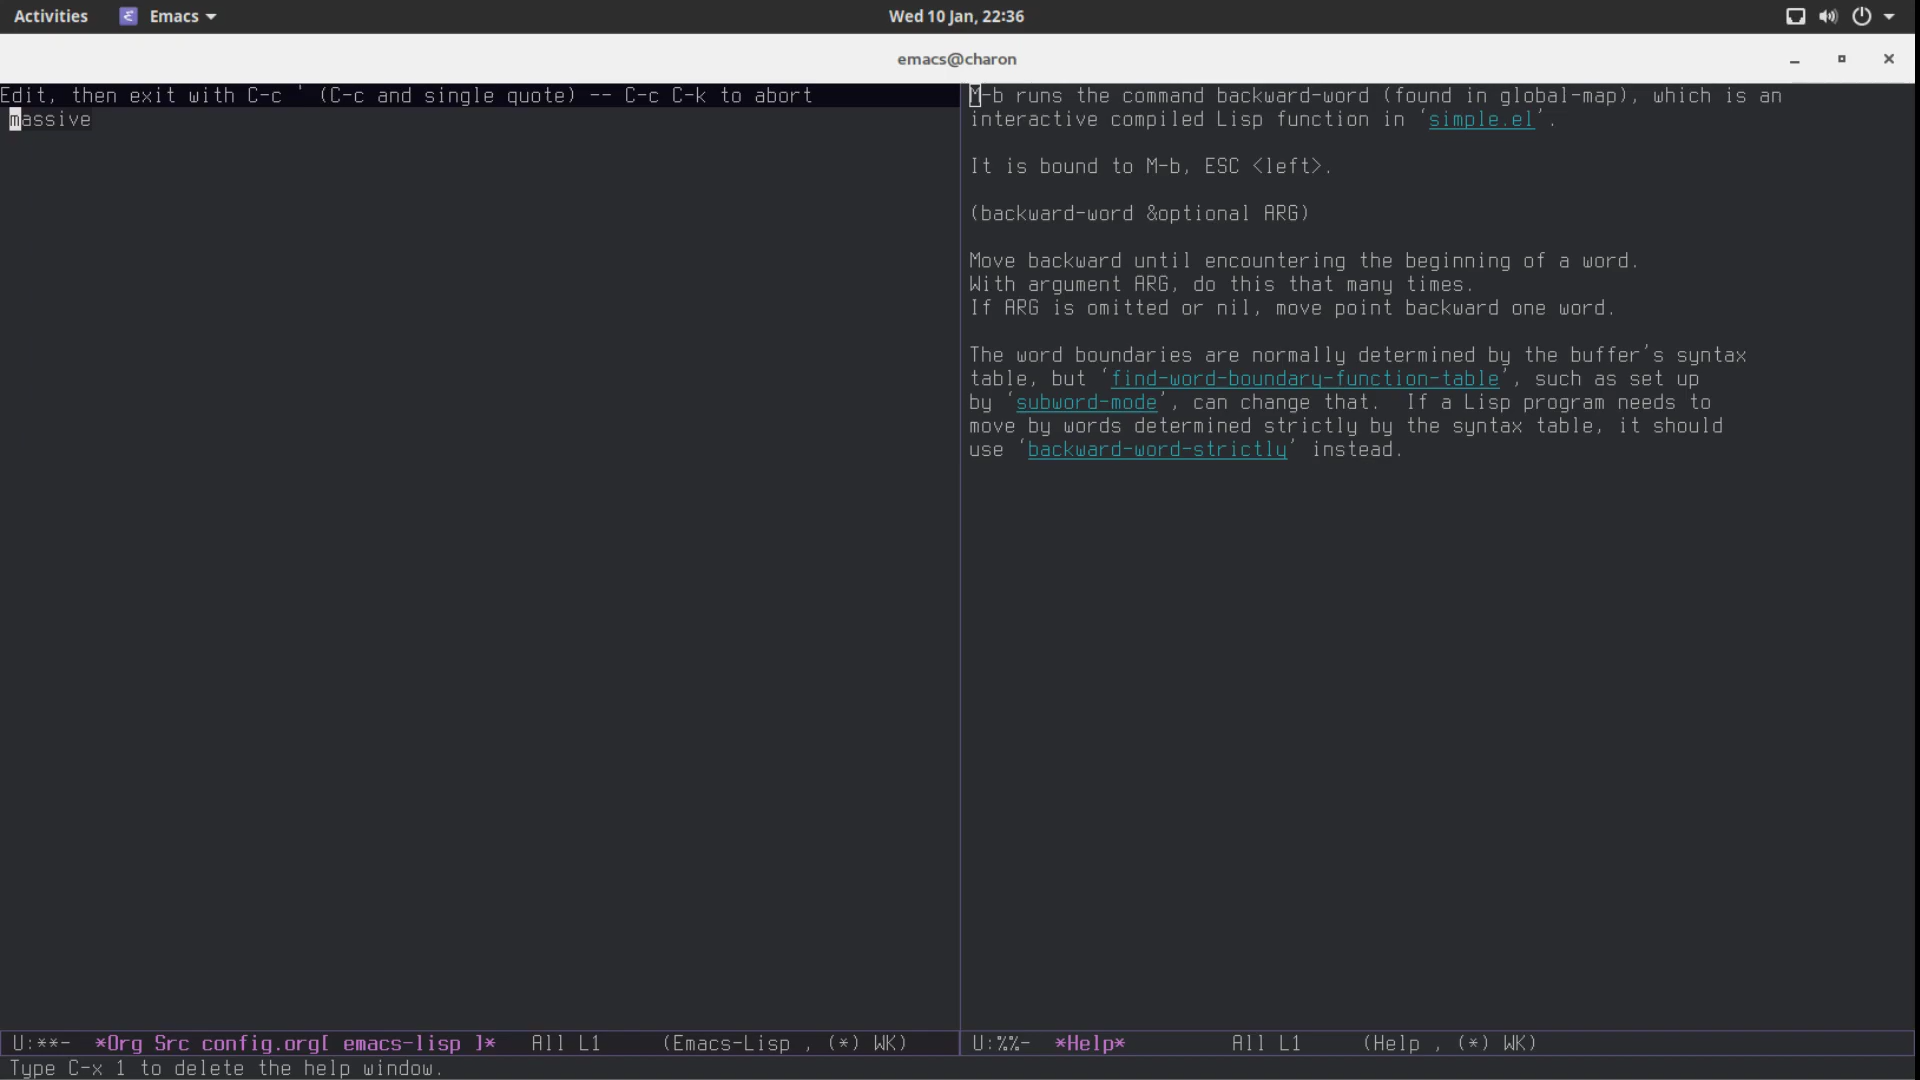 Activities Emacs Wed 10 Jan, 22:36
emacs@charon
Edit, then exit with C-c ' (C-c and single quote) -- C-c C-k to abort
massive
M-b runs the command backward-word (found in global-map), which is an
interactive compiled Lisp function in ‘simple.el’.
It is bound to M-b, ESC <left>.
(backward-word &optional ARG)
Move backward until encountering the beginning of a word.
With argument ARG, do this that many times.
If ARG is omitted or nil, move point backward one word.
The word boundaries are normally determined by the buffer’s syntax
table, but ‘find-word-boundary-function-table’, such as set up
by ‘subword-mode’, can change that.  If a Lisp program needs to
move by words determined strictly by the syntax table, it should
use ‘backward-word-strictly’ instead.
U:**-  *Org Src config.org[ emacs-lisp ]*   All L1     (Emacs-Lisp , (*) WK)
U:%%-  *Help*         All L1     (Help , (*) WK)
Type C-x 1 to delete the help window.